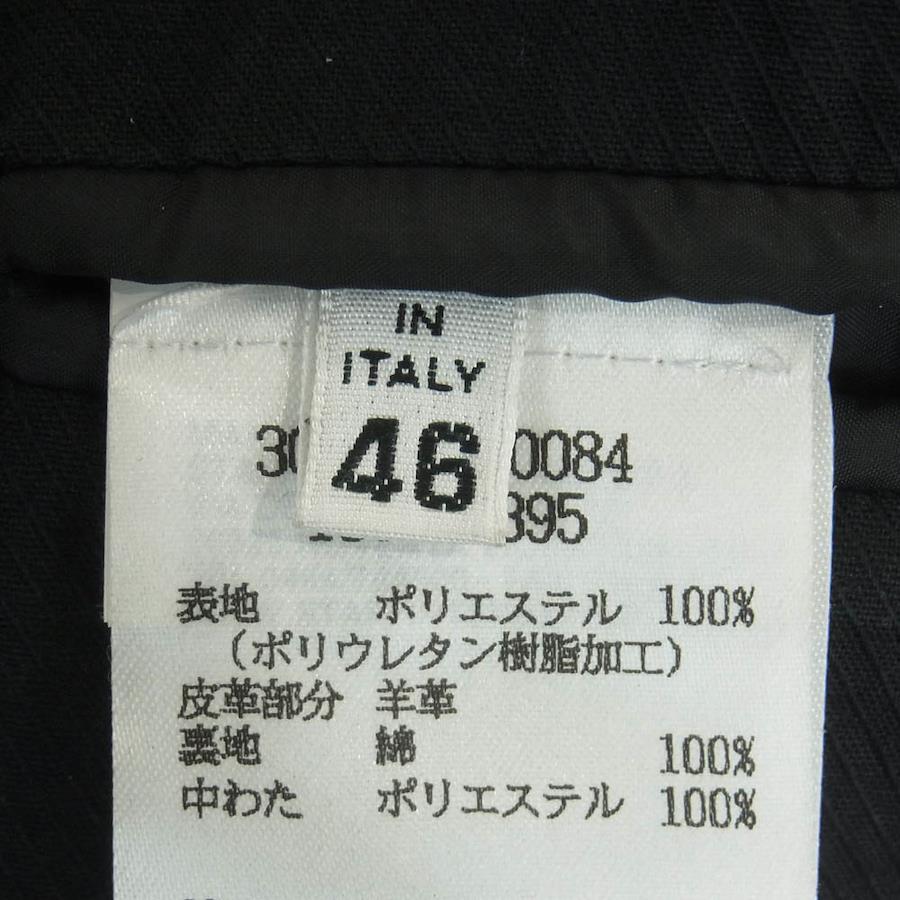 IN
ITALY
46
0084
395
表地 ポリエステル 100%
(ポリウレタン樹脂加工)
皮革部分 羊革
裏地 綿 100%
中わた ポリエステル 100%